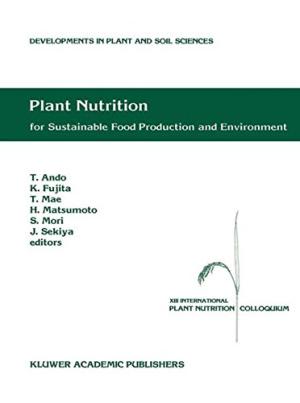 DEVELOPMENTS IN PLANT AND SOIL SCIENCES
Plant Nutrition
for Sustainable Food Production and Environment
T. Ando
K. Fujita
T. Mae
H. Matsumoto
S. Mori
J. Sekiya
editors
XIII INTERNATIONAL
PLANT NUTRITION COLLOQUIUM
KLUWER ACADEMIC PUBLISHERS